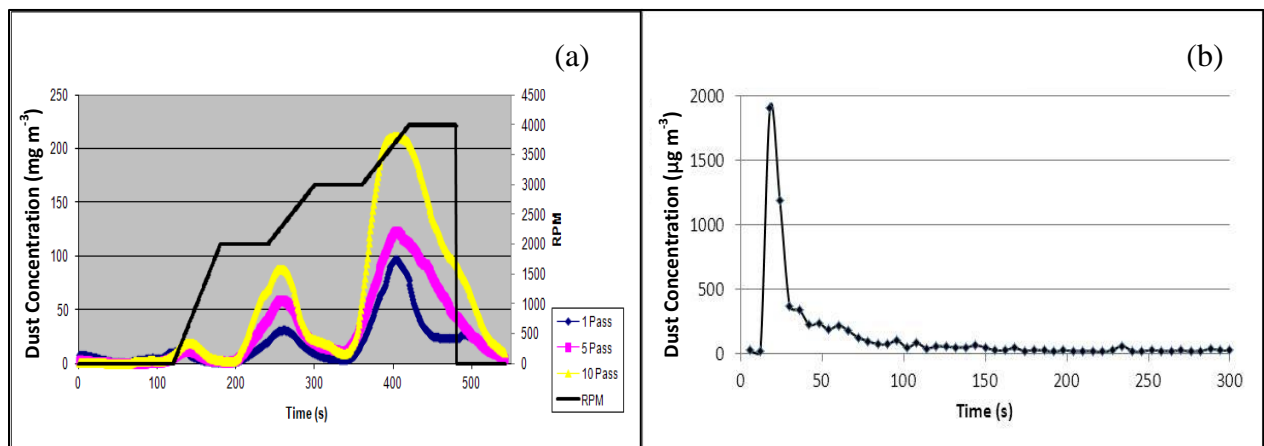 (a)
Dust Concentration (mg m⁻³)
250
200
150
100
50
0
0 100 200 300 400 500
Time (s)
4500
4000
3500
3000
2500
2000
1500
1000
500
0
RPM
1 Pass
5 Pass
10 Pass
RPM
(b)
Dust Concentration (µg m⁻³)
2000
1500
1000
500
0
0 50 100 150 200 250 300
Time (s)